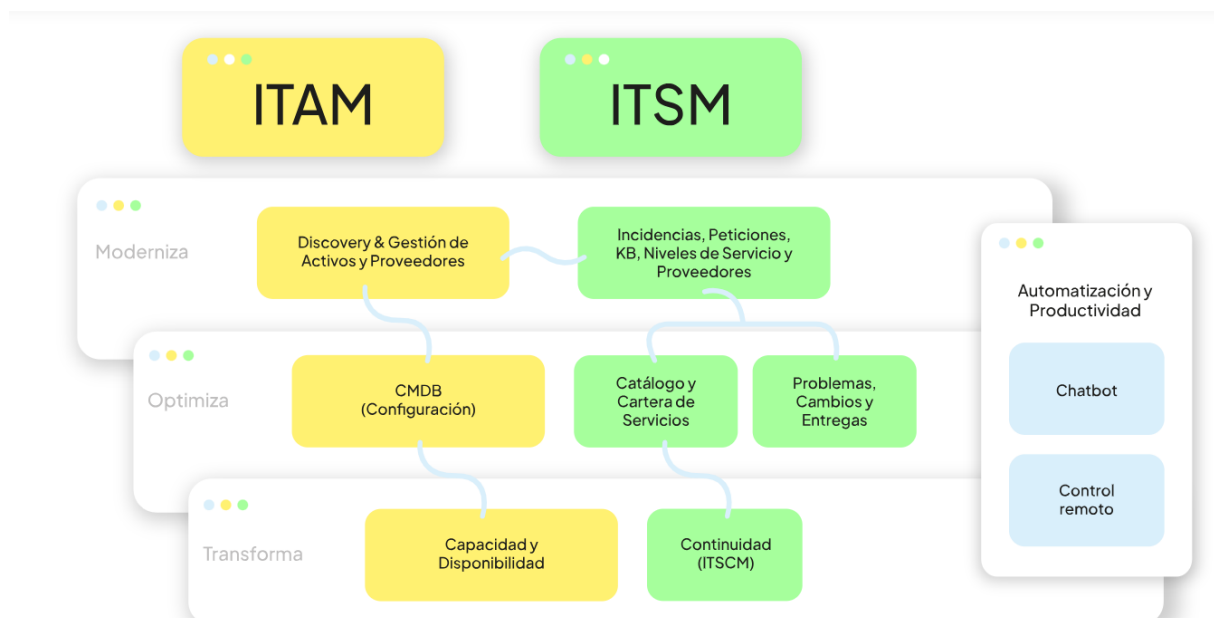 ITAM
ITSM
Moderniza
Discovery & Gestión de
Activos y Proveedores
Incidencias, Peticiones,
KB, Niveles de Servicio y
Proveedores
Optimiza
CMDB
(Configuración)
Catálogo y
Cartera de
Servicios
Problemas,
Cambios y
Entregas
Transforma
Capacidad y
Disponibilidad
Continuidad
(ITSCM)
Automatización y
Productividad
Chatbot
Control
remoto